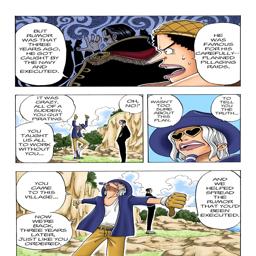 HE
WAS
FAMOUS
FOR HIS
CAREFULLY-
PLANNED
PILLAGING
RAIDS.
BUT
RUMOR WAS
THAT THREE
YEARS AGO,
HE GOT
CAUGHT BY
THE NAVY
AND
EXECUTED.
TO
TELL
YOU THE
TRUTH...
I
WASN'T
TOO
SURE
ABOUT
THIS
PLAN.
OH,
NO!
IT WAS
CRAZY,
ALL OF A
SUDDEN
YOU QUIT
PIRATING.
YOU
TAUGHT
US ALL
TO WORK
WITHOUT
YOU...
AND
WE
HELPED
SPREAD
THE
RUMOR
THAT YOU'D
BEEN
EXECUTED.
YOU
CAME TO
THIS
VILLAGE...
NOW
WE'RE
BACK,
THREE YEARS
LATER,
JUST LIKE YOU
ORDERED.